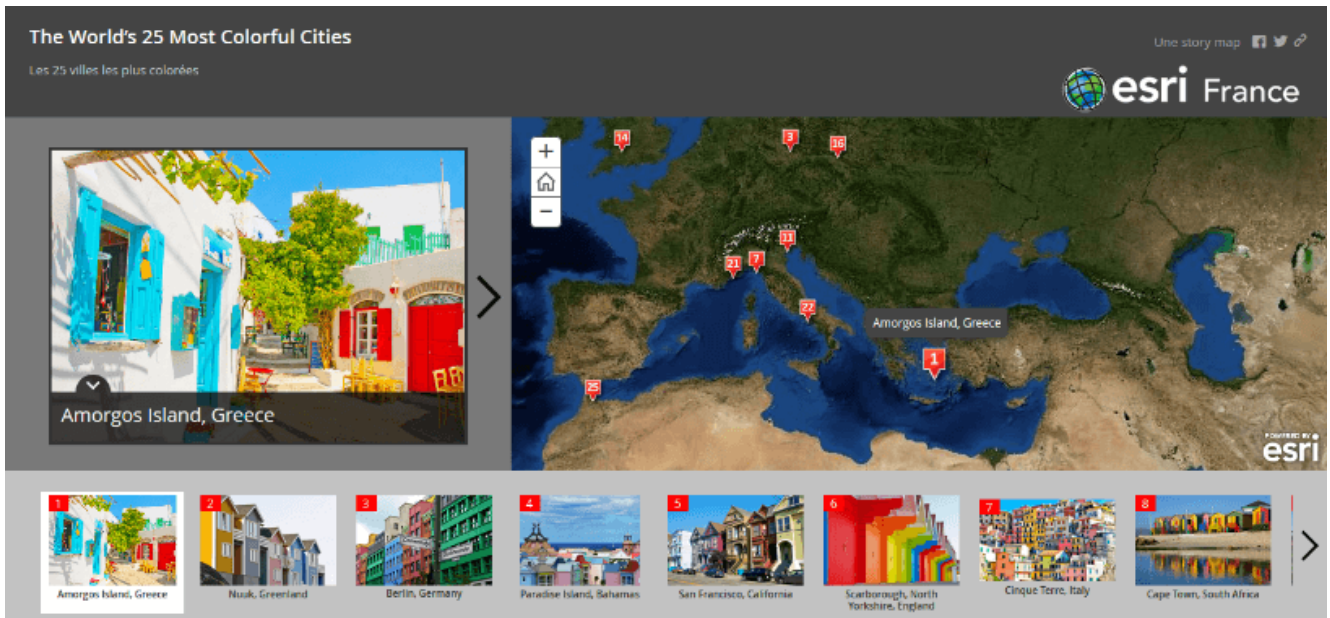 The World's 25 Most Colorful Cities
Les 25 villes les plus colorées
Une story map
esri France
14
3
16
+
−
11
21
7
22
Amorgos Island, Greece
1
25
Amorgos Island, Greece
POWERED BY
esri
1
2
3
4
5
6
7
8
Amorgos Island, Greece
Nuuk, Greenland
Berlin, Germany
Paradise Island, Bahamas
San Francisco, California
Scarborough, North
Yorkshire, England
Cinque Terre, Italy
Cape Town, South Africa